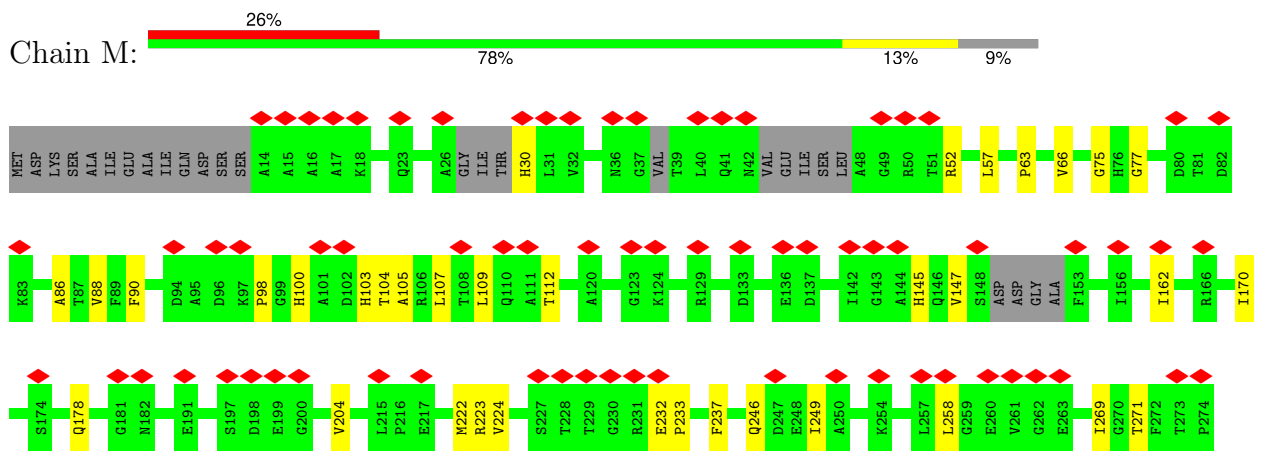 26%
Chain M:
78% 13% 9%
MET ASP LYS SER ALA ILE GLU ALA ILE GLN ASP SER SER A14 A15 A16 A17 K18 Q23 A26 GLY ILE THR H30 L31 V32 N36 G37 VAL T39 L40 Q41 N42 VAL GLU ILE SER LEU A48 G49 R50 T51 R52 L57 P63 V66 G75 H76 G77 D80 T81 D82
K83 A86 T87 V88 F89 F90 D94 A95 D96 K97 P98 G99 H100 A101 D102 H103 T104 A105 R106 L107 T108 L109 Q110 A111 T112 A120 G123 K124 R129 D133 E136 D137 I142 G143 A144 H145 Q146 V147 S148 ASP ASP GLY ALA F153 I156 I162 R166 I170
S174 Q178 G181 N182 E191 S197 D198 E199 G200 V204 L215 P216 E217 M222 R223 V224 S227 T228 T229 G230 R231 E232 P233 F237 Q246 D247 E248 I249 A250 K254 L257 L258 G259 E260 V261 G262 E263 I269 G270 T271 F272 T273 P274